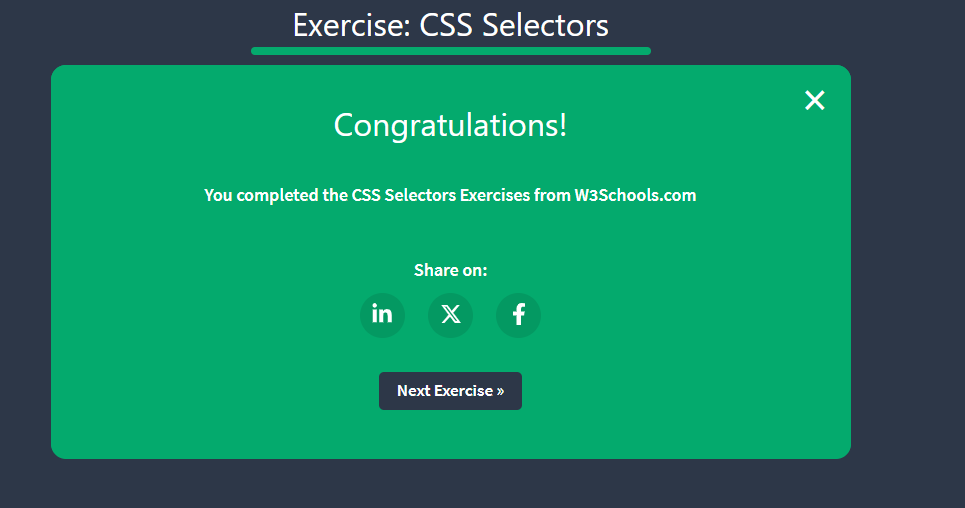 Exercise: CSS Selectors
Congratulations!
You completed the CSS Selectors Exercises from W3Schools.com
Share on:
Next Exercise »